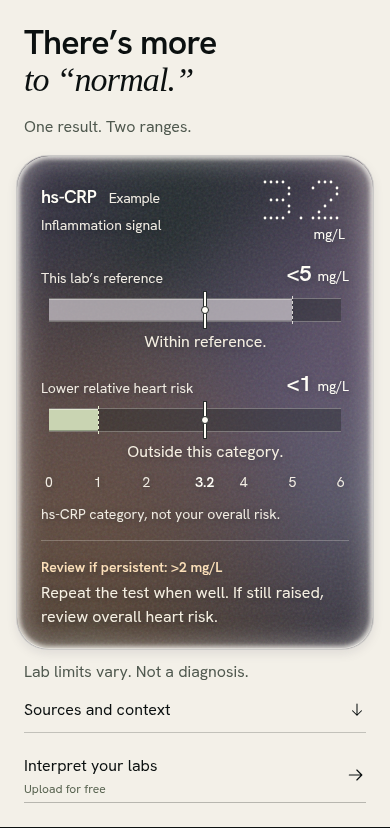 There’s more
to “normal.”
One result. Two ranges.
hs-CRP Example
3.2
Inflammation signal
mg/L
This lab’s reference
<5 mg/L
Within reference.
Lower relative heart risk
<1 mg/L
Outside this category.
0 1 2 3.2 4 5 6
hs-CRP category, not your overall risk.
Review if persistent: >2 mg/L
Repeat the test when well. If still raised,
review overall heart risk.
Lab limits vary. Not a diagnosis.
Sources and context ↓
Interpret your labs →
Upload for free